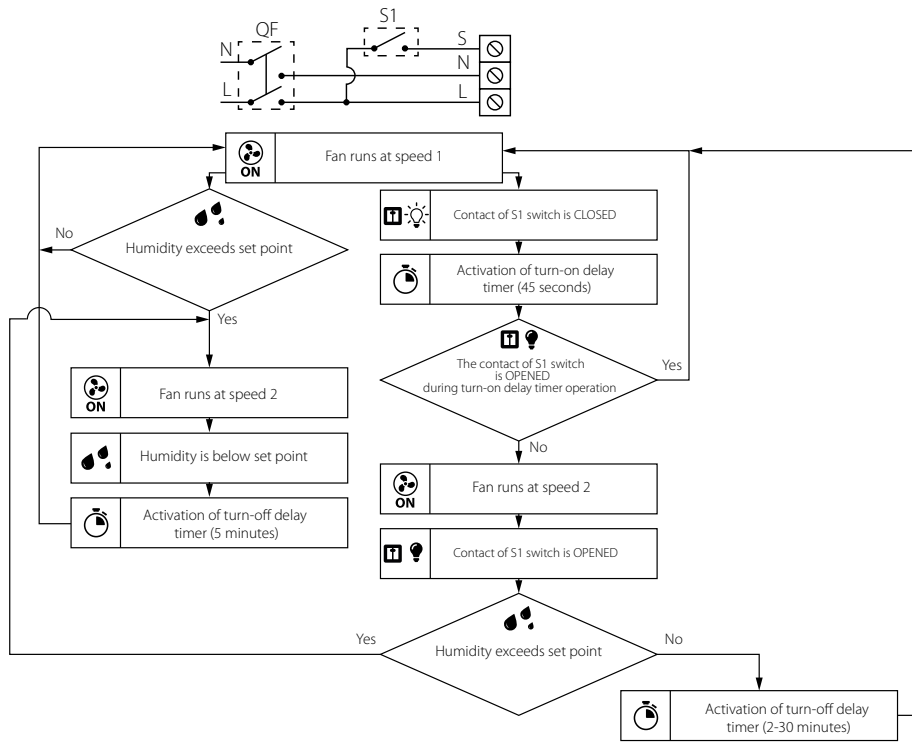 QF
S1
N
S
N
L
L
ON
Fan runs at speed 1
Humidity exceeds set point
No
Yes
ON
Fan runs at speed 2
Humidity is below set point
Activation of turn-off delay
timer (5 minutes)
Contact of S1 switch is CLOSED
Activation of turn-on delay
timer (45 seconds)
The contact of S1 switch
is OPENED
during turn-on delay timer operation
Yes
No
ON
Fan runs at speed 2
Contact of S1 switch is OPENED
Humidity exceeds set point
Yes
No
Activation of turn-off delay
timer (2-30 minutes)